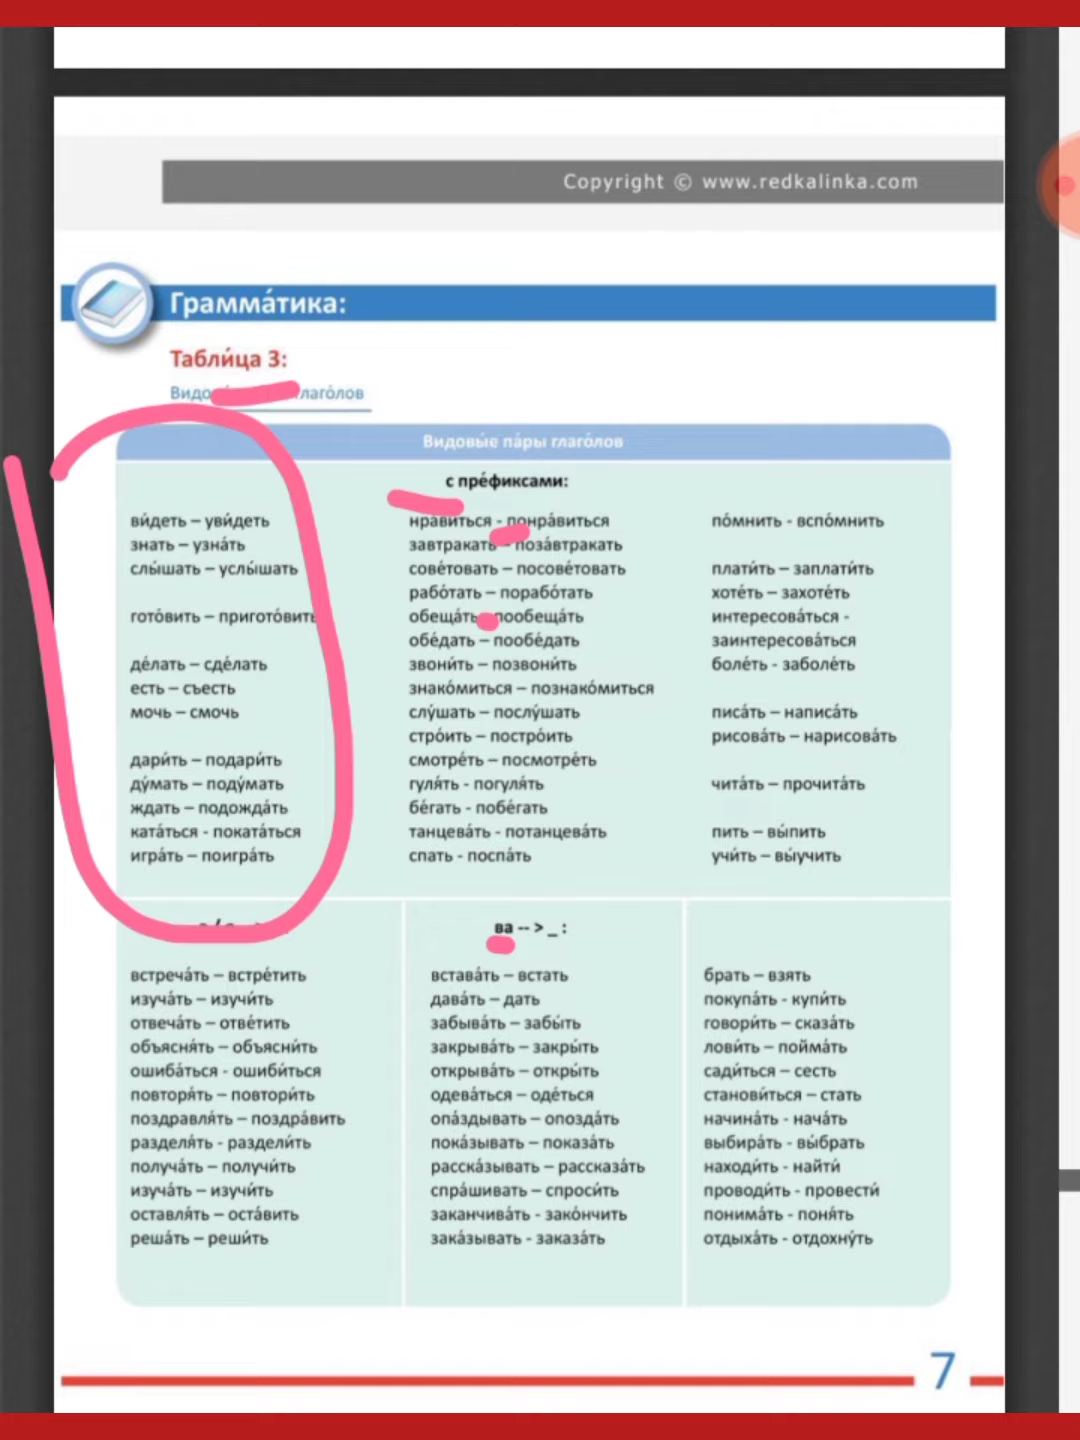 Copyright © www.redkalinka.com
Грамма́тика:
Табли́ца 3:
глаго́лов
Видовы́е па́ры глаго́лов
с пре́фиксами:
ви́деть – уви́деть
знать – узна́ть
слы́шать – услы́шать
гото́вить – пригото́вить
де́лать – сде́лать
есть – съесть
мочь – смочь
дари́ть – подари́ть
ду́мать – поду́мать
ждать – подожда́ть
ката́ться - поката́ться
игра́ть – поигра́ть
нра́виться - понра́виться
завтракать – поза́втракать
сове́товать – посове́товать
рабо́тать – порабо́тать
обеща́ть – пообеща́ть
обе́дать – пообе́дать
звони́ть – позвони́ть
знако́миться – познако́миться
слу́шать – послу́шать
стро́ить – постро́ить
смотре́ть – посмотре́ть
гуля́ть - погуля́ть
бе́гать - побе́гать
танцева́ть - потанцева́ть
спать - поспа́ть
по́мнить - вспо́мнить
плати́ть – заплати́ть
хоте́ть – захоте́ть
интересова́ться -
заинтересова́ться
боле́ть - заболе́ть
писа́ть – написа́ть
рисова́ть – нарисова́ть
чита́ть – прочита́ть
пить – вы́пить
учи́ть – вы́учить
встреча́ть – встре́тить
изуча́ть – изучи́ть
отвеча́ть – отве́тить
объясня́ть – объясни́ть
ошиба́ться - ошиби́ться
повторя́ть – повтори́ть
поздравля́ть – поздра́вить
разделя́ть - раздели́ть
получа́ть – получи́ть
изуча́ть – изучи́ть
оставля́ть – оста́вить
реша́ть – реши́ть
ва -- > _ :
встава́ть – встать
дава́ть – дать
забыва́ть – забы́ть
закрыва́ть – закры́ть
открыва́ть – откры́ть
одева́ться – оде́ться
опа́здывать – опозда́ть
пока́зывать – показа́ть
расска́зывать – рассказа́ть
спра́шивать – спроси́ть
заканчива́ть - зако́нчить
зака́зывать - заказа́ть
брать – взять
покупа́ть - купи́ть
говори́ть – сказа́ть
лови́ть – пойма́ть
сади́ться – сесть
станови́ться – стать
начина́ть - нача́ть
выбира́ть - вы́брать
находи́ть - найти́
проводи́ть - провести́
понима́ть - поня́ть
отдыха́ть - отдохну́ть
7